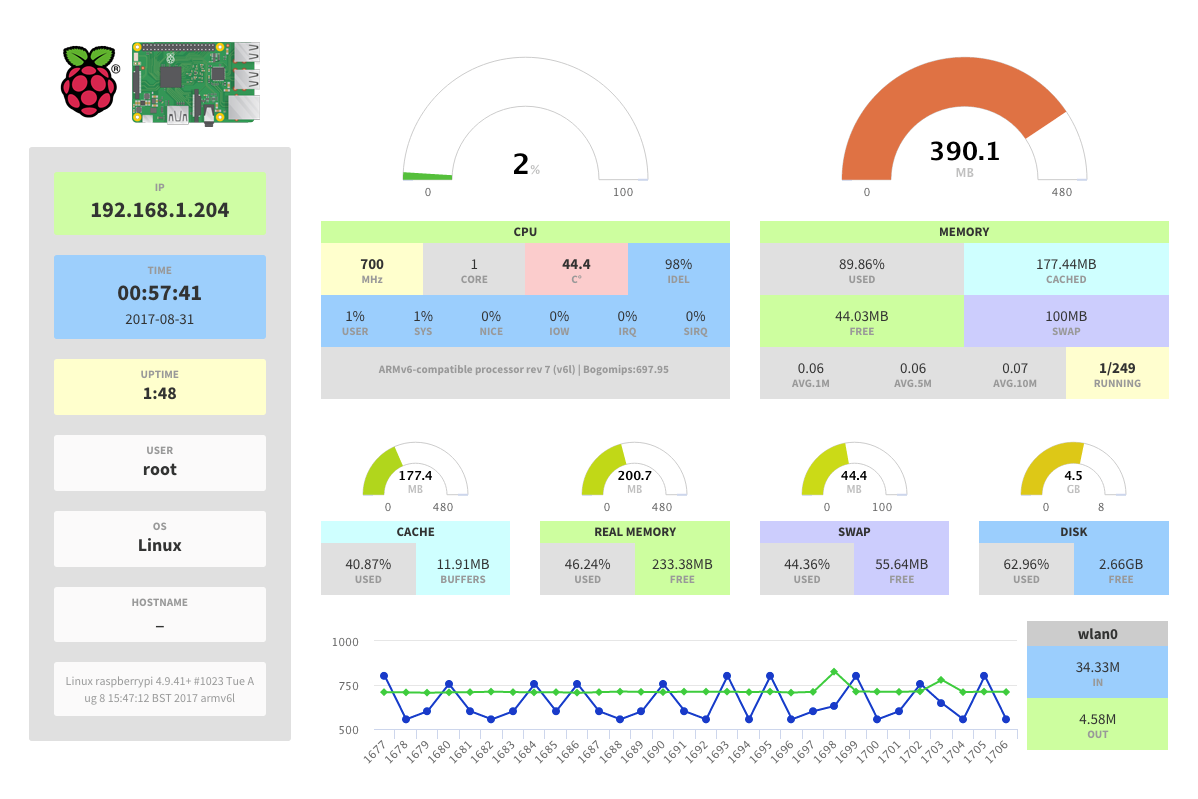 ®
IP
192.168.1.204
TIME
00:57:41
2017-08-31
UPTIME
1:48
USER
root
OS
Linux
HOSTNAME
–
Linux raspberrypi 4.9.41+ #1023 Tue A
ug 8 15:47:12 BST 2017 armv6l
2%
0 100
CPU
700 1 44.4 98%
MHz CORE C° IDEL
1% 1% 0% 0% 0% 0%
USER SYS NICE IOW IRQ SIRQ
ARMv6-compatible processor rev 7 (v6l) | Bogomips:697.95
390.1
MB
0 480
MEMORY
89.86% 177.44MB
USED CACHED
44.03MB 100MB
FREE SWAP
0.06 0.06 0.07 1/249
AVG.1M AVG.5M AVG.10M RUNNING
177.4
MB
0 480
CACHE
40.87% 11.91MB
USED BUFFERS
200.7
MB
0 480
REAL MEMORY
46.24% 233.38MB
USED FREE
44.4
MB
0 100
SWAP
44.36% 55.64MB
USED FREE
4.5
GB
0 8
DISK
62.96% 2.66GB
USED FREE
1000
750
500
1677 1678 1679 1680 1681 1682 1683 1684 1685 1686 1687 1688 1689 1690 1691 1692 1693 1694 1695 1696 1697 1698 1699 1700 1701 1702 1703 1704 1705 1706
wlan0
34.33M
IN
4.58M
OUT